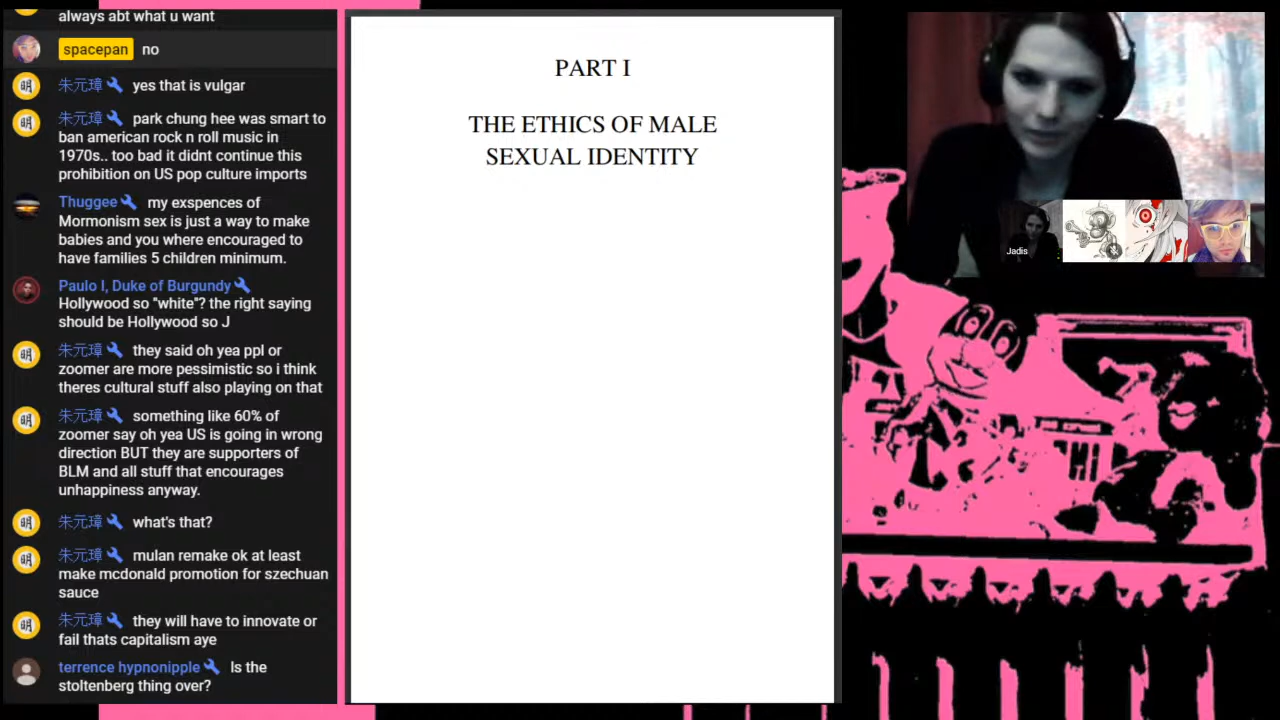 always abt what u want
spacepan no
朱元璋 yes that is vulgar
朱元璋 park chung hee was smart to
ban american rock n roll music in
1970s.. too bad it didnt continue this
prohibition on US pop culture imports
Thuggee my exspences of
Mormonism sex is just a way to make
babies and you where encouraged to
have families 5 children minimum.
Paulo I, Duke of Burgundy
Hollywood so "white"? the right saying
should be Hollywood so J
朱元璋 they said oh yea ppl or
zoomer are more pessimistic so i think
theres cultural stuff also playing on that
朱元璋 something like 60% of
zoomer say oh yea US is going in wrong
direction BUT they are supporters of
BLM and all stuff that encourages
unhappiness anyway.
朱元璋 what's that?
朱元璋 mulan remake ok at least
make mcdonald promotion for szechuan
sauce
朱元璋 they will have to innovate or
fail thats capitalism aye
terrence hypnonipple Is the
stoltenberg thing over?
PART I
THE ETHICS OF MALE
SEXUAL IDENTITY
Jadis